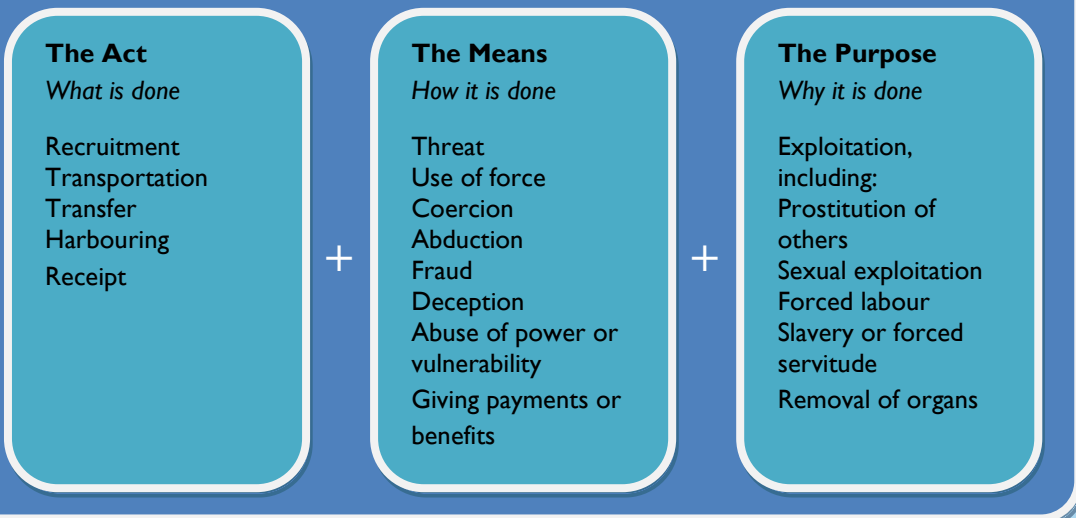 The Act
What is done
Recruitment
Transportation
Transfer
Harbouring
Receipt
+
The Means
How it is done
Threat
Use of force
Coercion
Abduction
Fraud
Deception
Abuse of power or
vulnerability
Giving payments or
benefits
+
The Purpose
Why it is done
Exploitation,
including:
Prostitution of
others
Sexual exploitation
Forced labour
Slavery or forced
servitude
Removal of organs